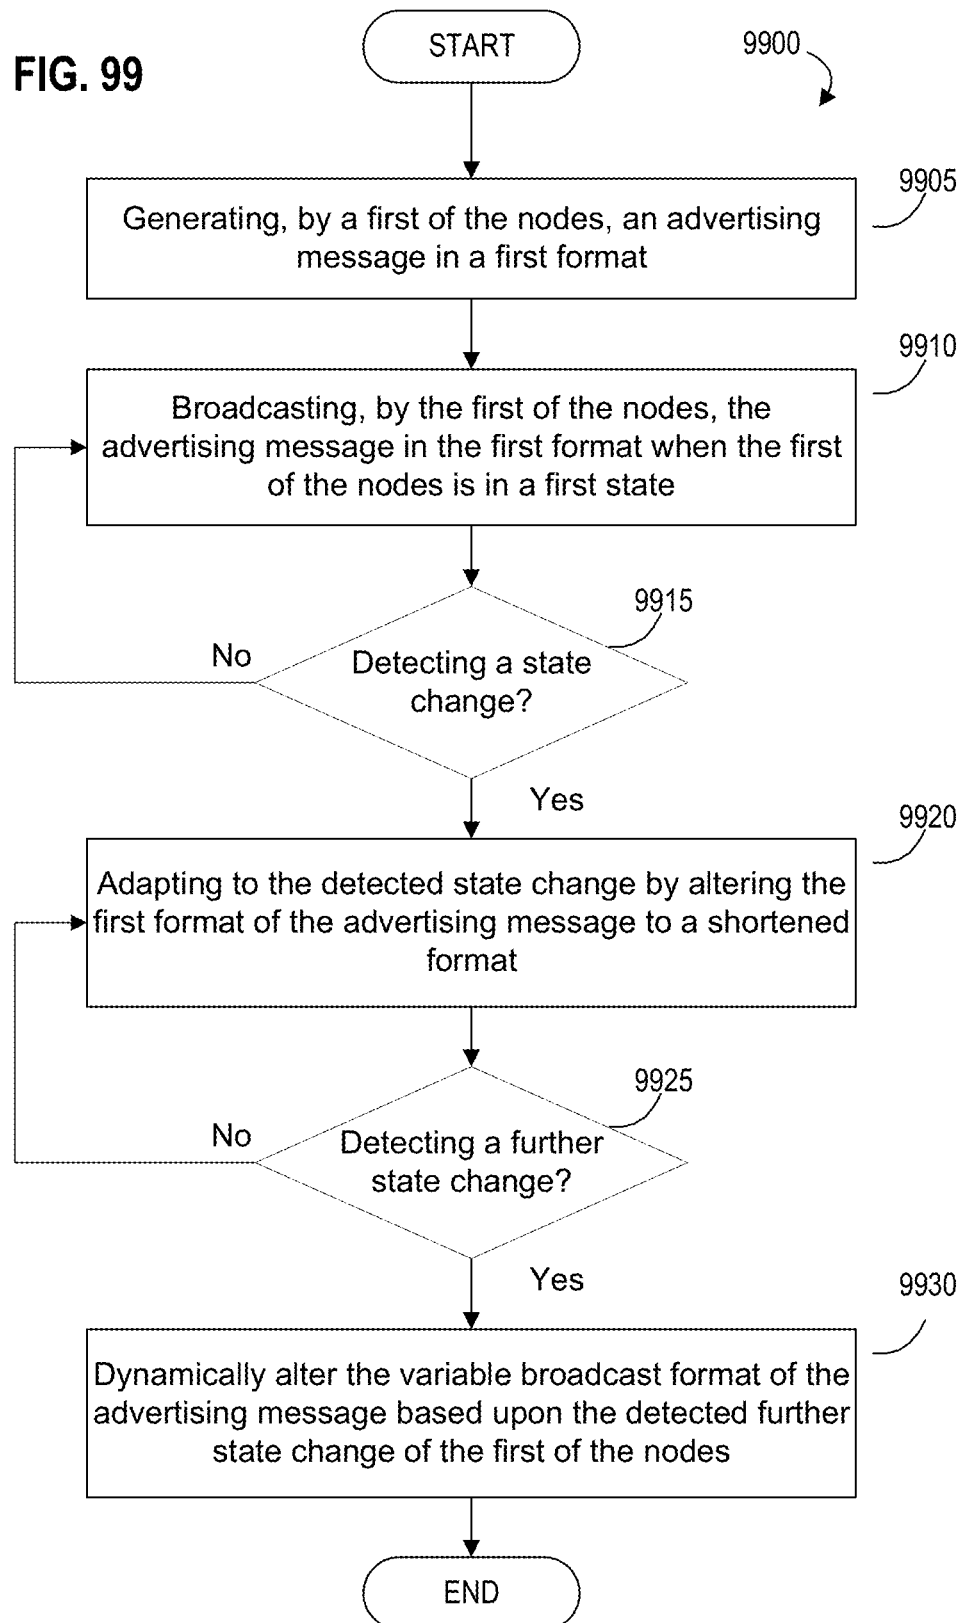 START
9900
FIG. 99
9905
Generating, by a first of the nodes, an advertising
message in a first format
9910
Broadcasting, by the first of the nodes, the
advertising message in the first format when the first
of the nodes is in a first state
9915
No
Detecting a state
change?
Yes
9920
Adapting to the detected state change by altering the
first format of the advertising message to a shortened
format
9925
No
Detecting a further
state change?
Yes
9930
Dynamically alter the variable broadcast format of the
advertising message based upon the detected further
state change of the first of the nodes
END